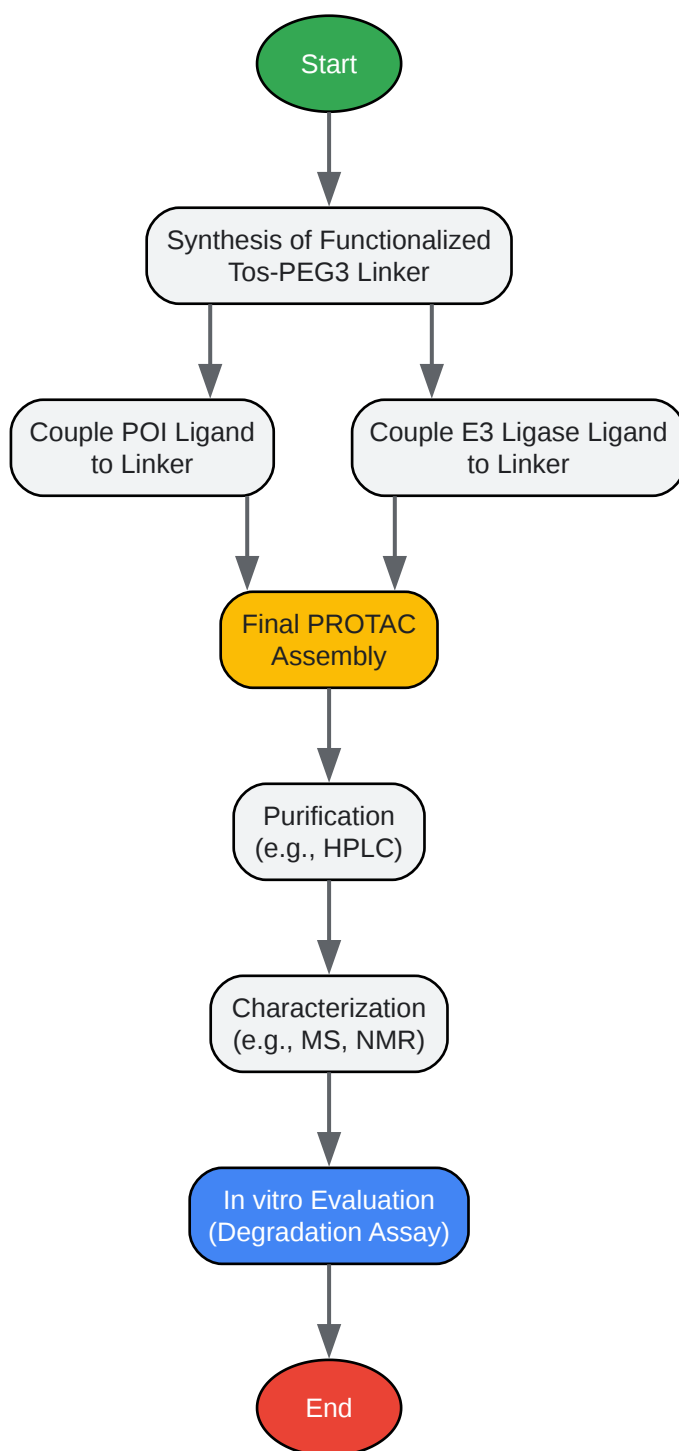 Start
Synthesis of Functionalized
Tos-PEG3 Linker
Couple POI Ligand
to Linker
Couple E3 Ligase Ligand
to Linker
Final PROTAC
Assembly
Purification
(e.g., HPLC)
Characterization
(e.g., MS, NMR)
In vitro Evaluation
(Degradation Assay)
End